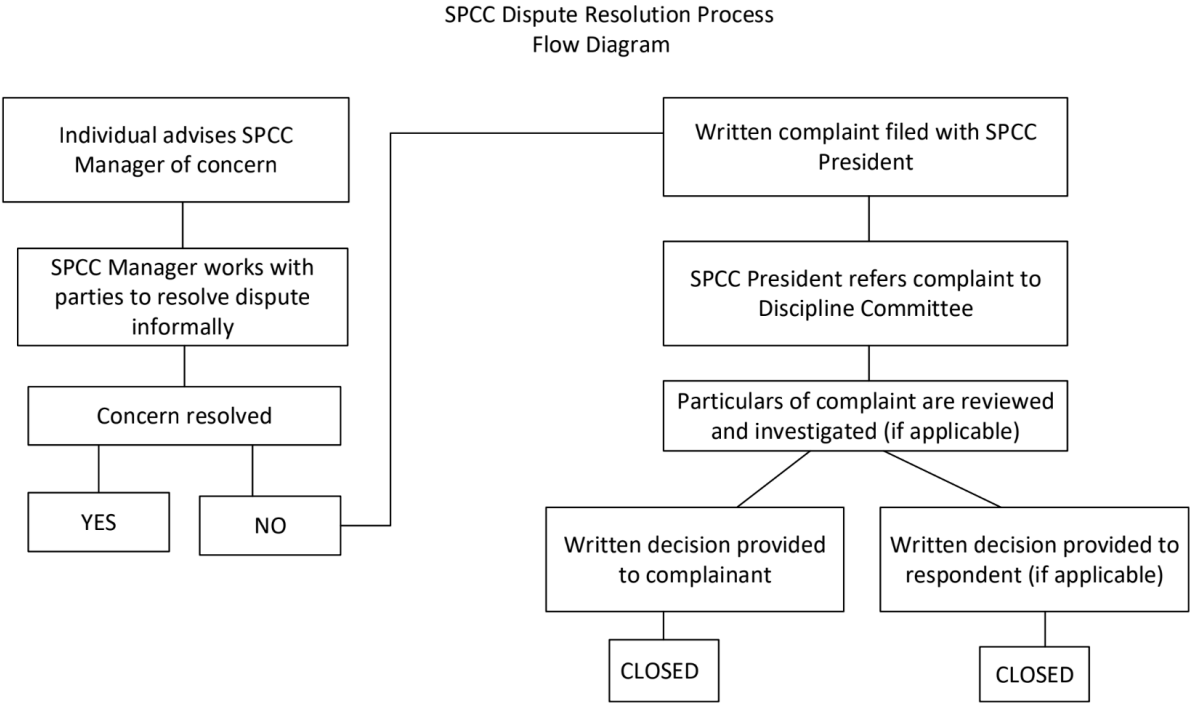 SPCC Dispute Resolution Process
Flow Diagram
Individual advises SPCC
Manager of concern
SPCC Manager works with
parties to resolve dispute
informally
Concern resolved
YES
NO
Written complaint filed with SPCC
President
SPCC President refers complaint to
Discipline Committee
Particulars of complaint are reviewed
and investigated (if applicable)
Written decision provided
to complainant
Written decision provided to
respondent (if applicable)
CLOSED
CLOSED